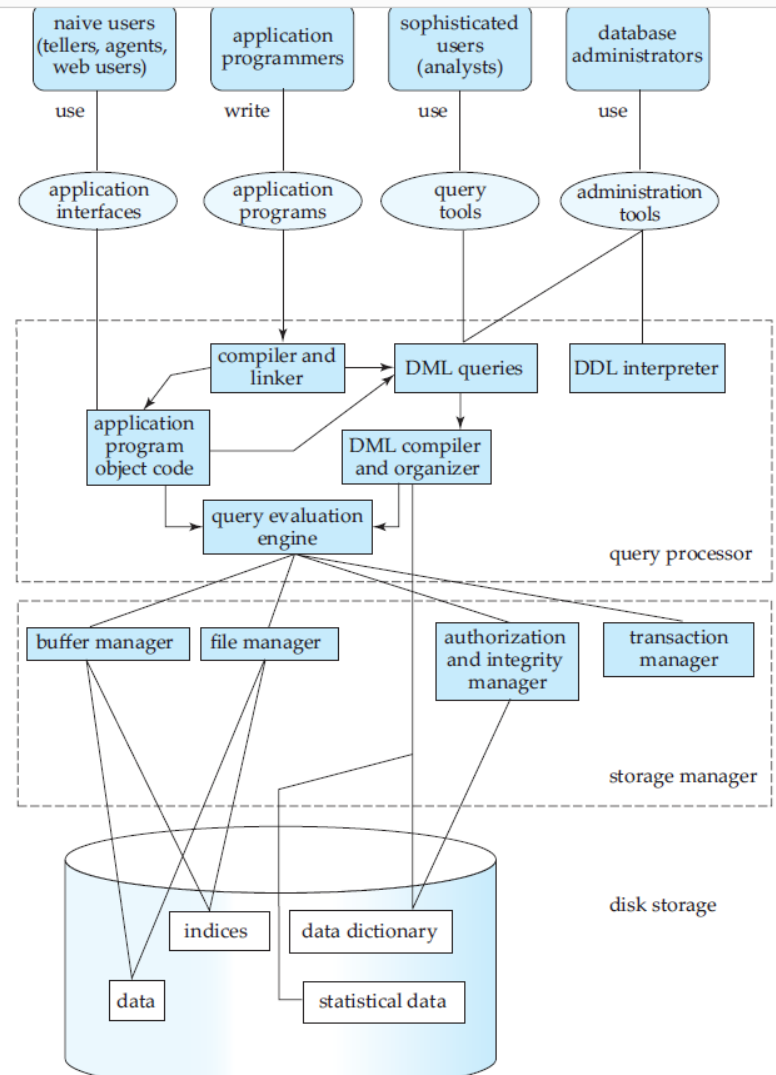 naive users
(tellers, agents,
web users)
application
programmers
sophisticated
users
(analysts)
database
administrators
use
write
use
use
application
interfaces
application
programs
query
tools
administration
tools
compiler and
linker
DML queries
DDL interpreter
application
program
object code
DML compiler
and organizer
query evaluation
engine
query processor
buffer manager
file manager
authorization
and integrity
manager
transaction
manager
storage manager
disk storage
indices
data dictionary
data
statistical data